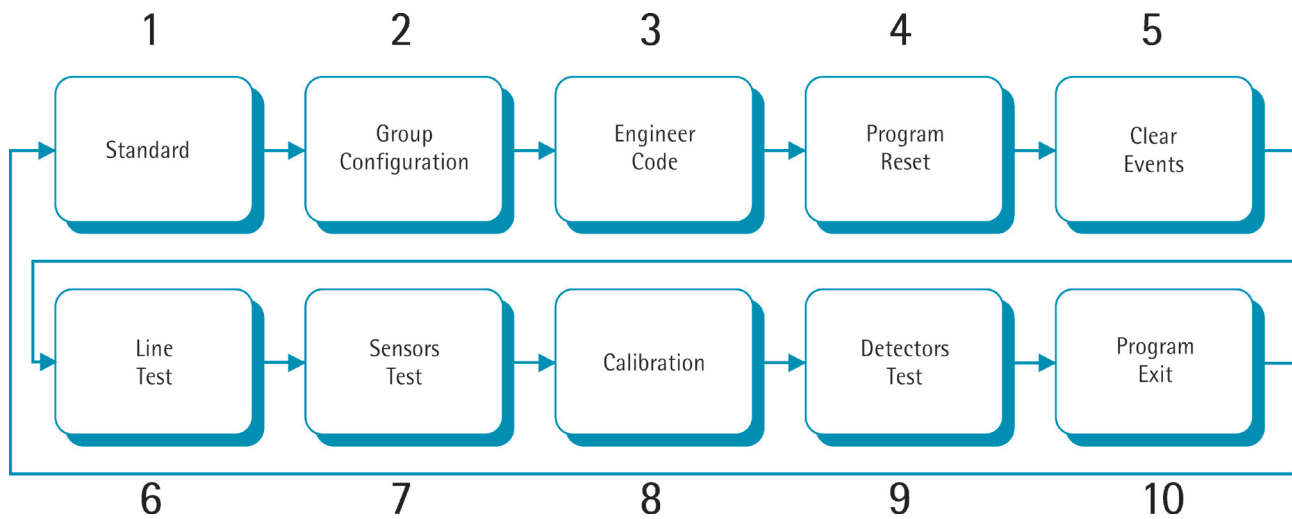 1 2 3 4 5
Standard
Group
Configuration
Engineer
Code
Program
Reset
Clear
Events
Line
Test
Sensors
Test
Calibration
Detectors
Test
Program
Exit
6 7 8 9 10